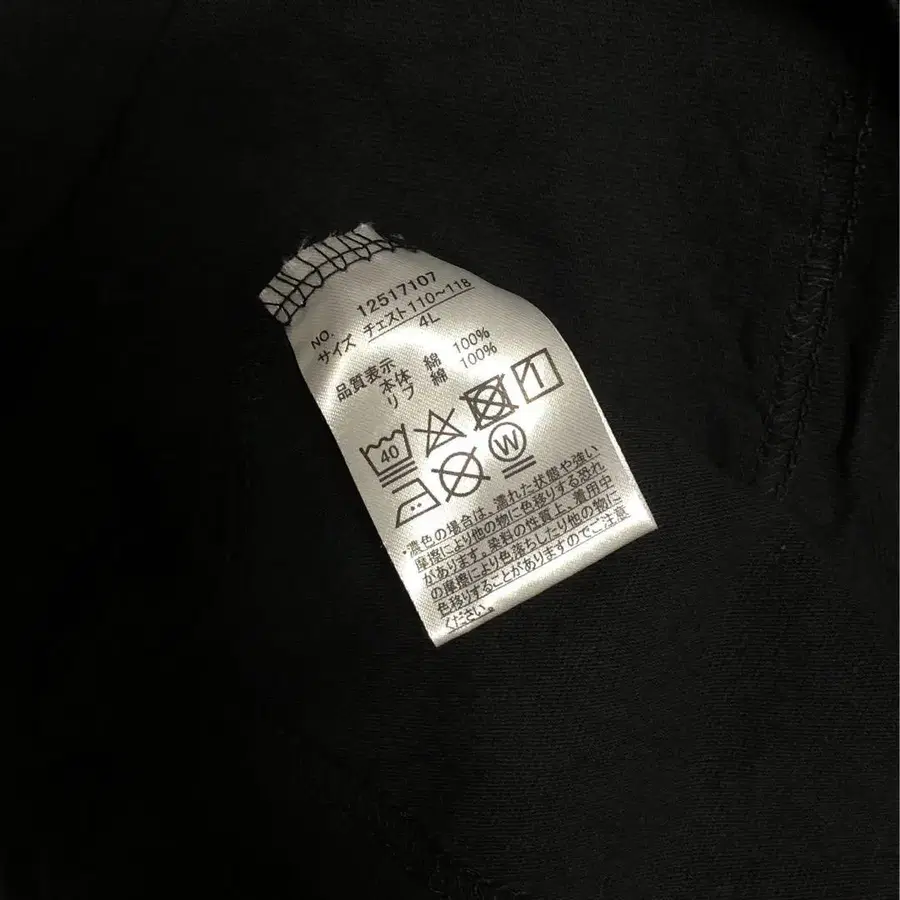 NO. 12517107
サイズ チェスト110～118
4L
品質表示 本体 綿 100%
リブ 綿 100%
40
W
・濃色の場合は、濡れた状態や強い
摩擦により他の物に色移りする恐れ
があります。染料の性質上、着用中
の摩擦により色落ちしたり他の物に
色移りすることがありますのでご注意
ください。